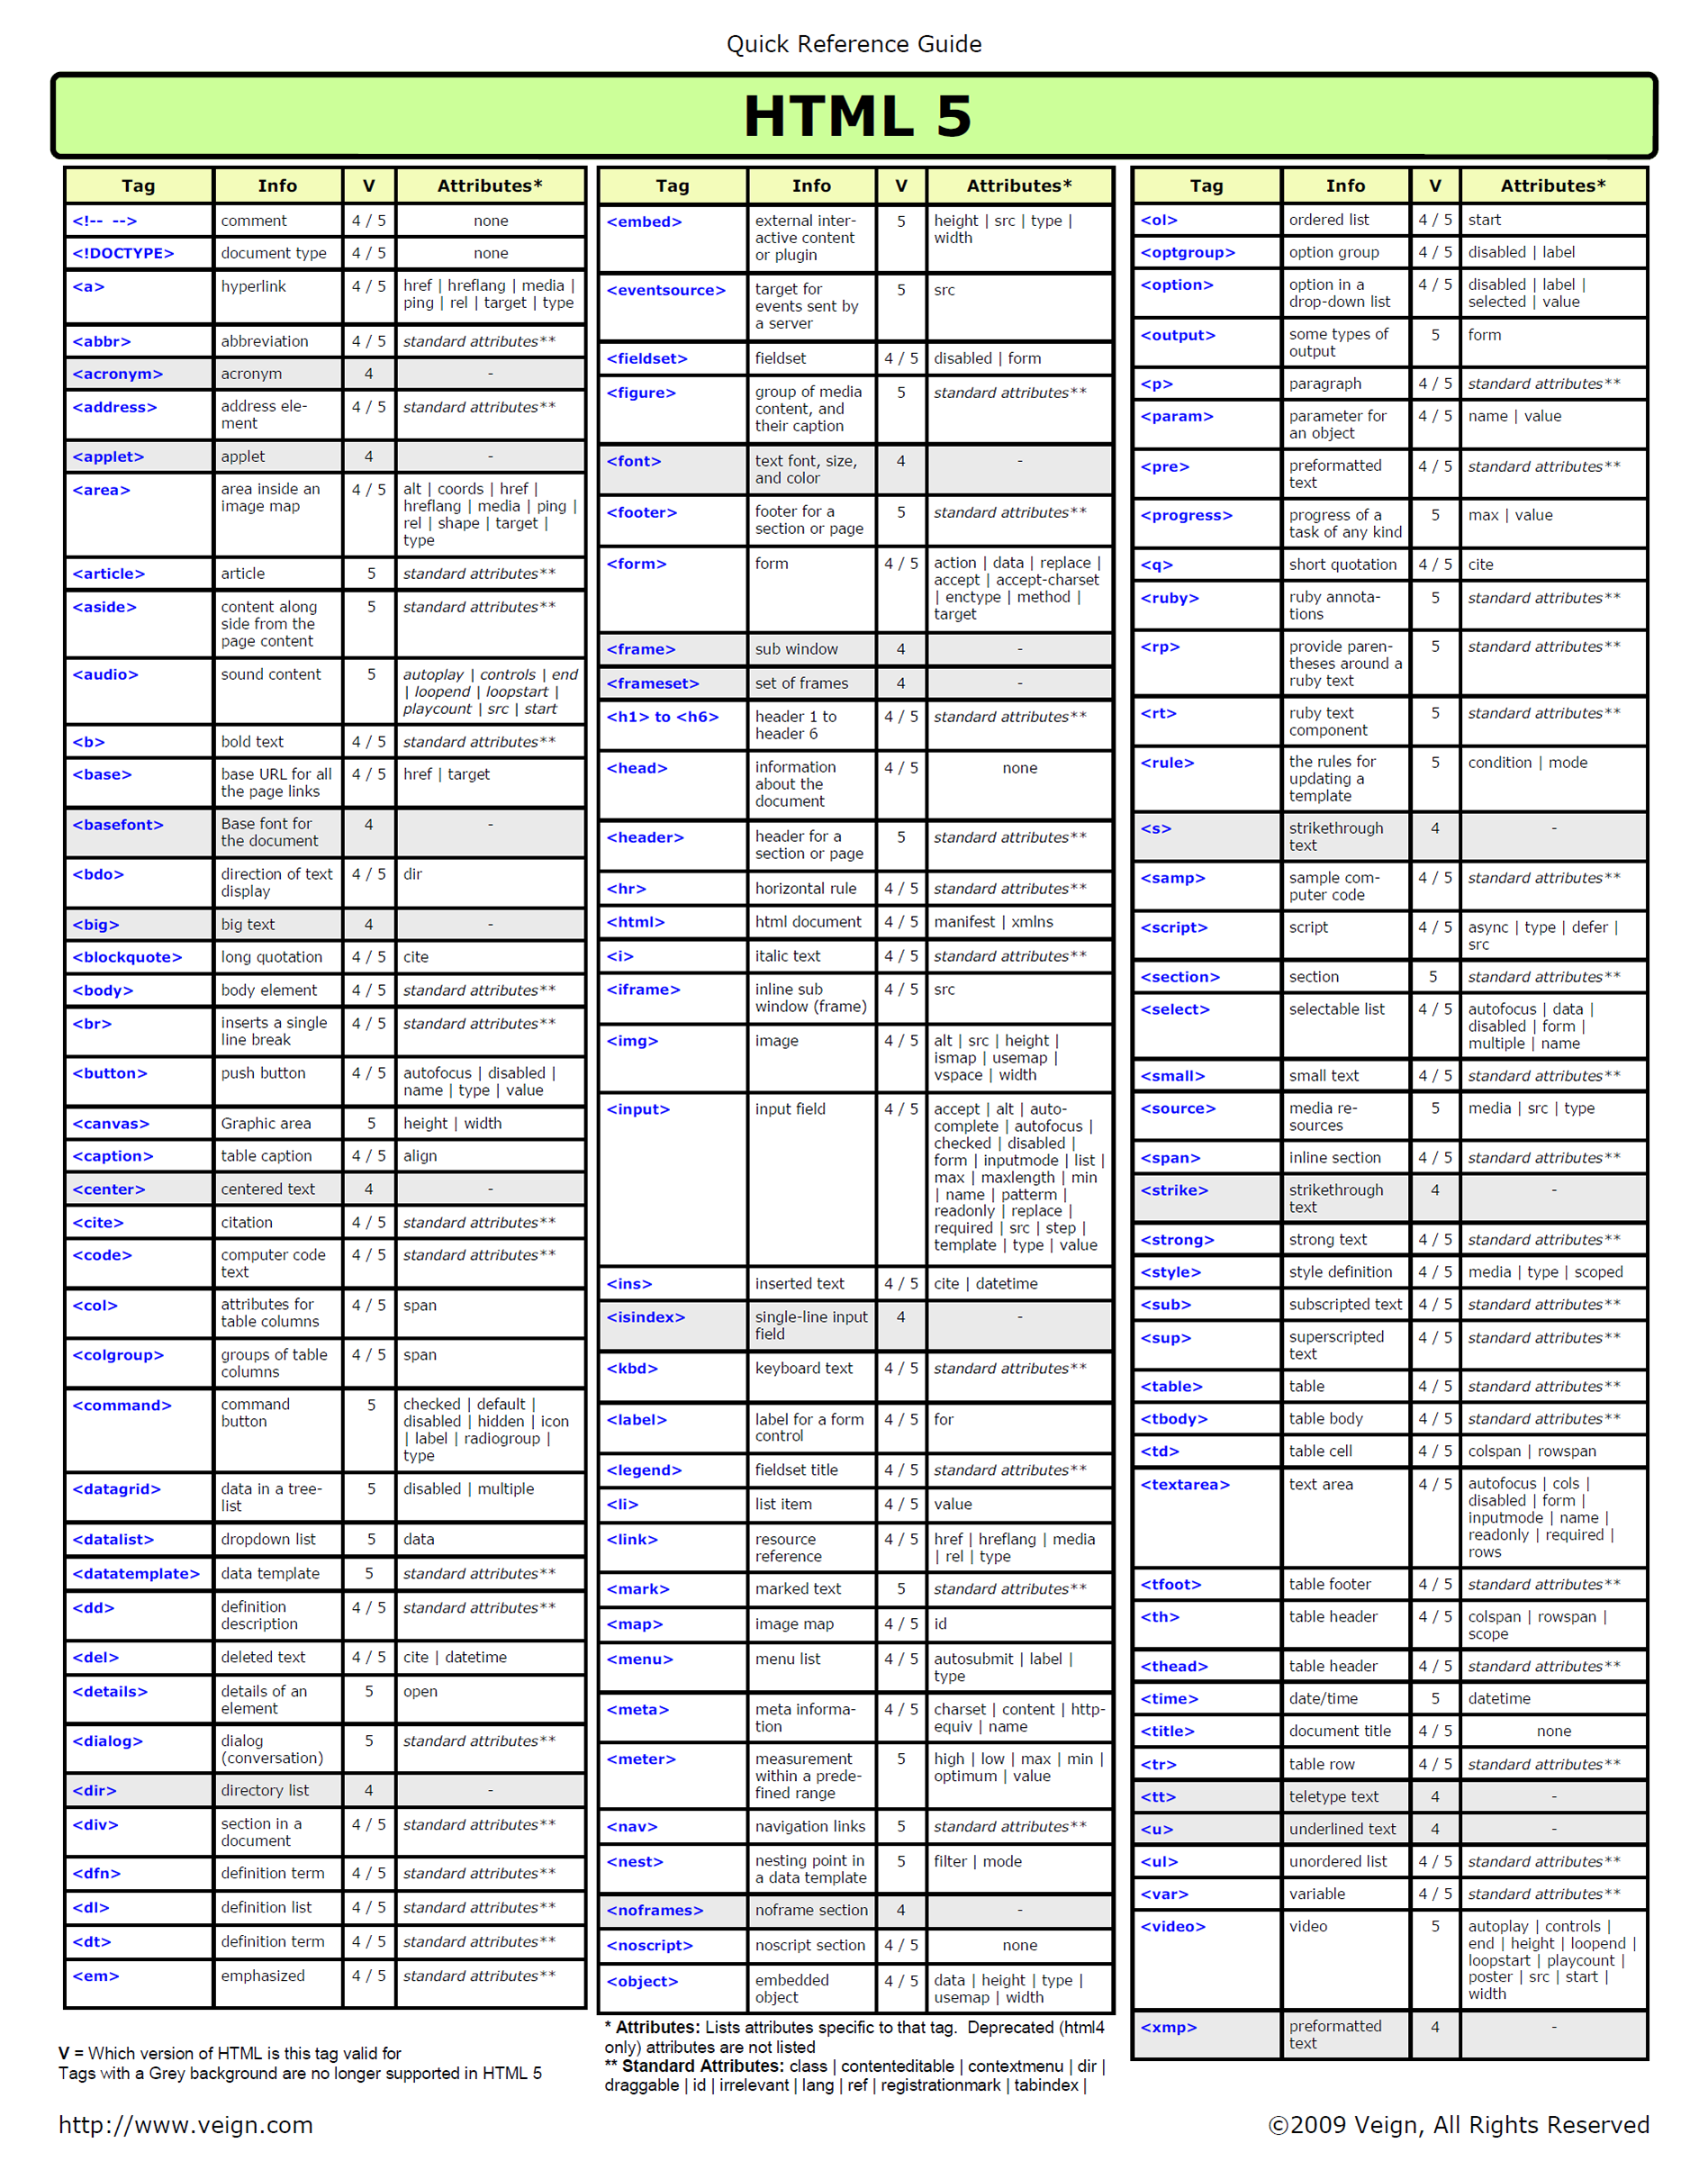 Quick Reference Guide
HTML 5
Tag Info V Attributes*
<!-- --> comment 4 / 5 none
<!DOCTYPE> document type 4 / 5 none
<a> hyperlink 4 / 5 href | hreflang | media |
ping | rel | target | type
<abbr> abbreviation 4 / 5 standard attributes**
<acronym> acronym 4 -
<address> address ele- 4 / 5 standard attributes**
ment
<applet> applet 4 -
<area> area inside an 4 / 5 alt | coords | href |
image map hreflang | media | ping |
rel | shape | target |
type
<article> article 5 standard attributes**
<aside> content along 5 standard attributes**
side from the
page content
<audio> sound content 5 autoplay | controls | end
| loopend | loopstart |
playcount | src | start
<b> bold text 4 / 5 standard attributes**
<base> base URL for all 4 / 5 href | target
the page links
<basefont> Base font for 4 -
the document
<bdo> direction of text 4 / 5 dir
display
<big> big text 4 -
<blockquote> long quotation 4 / 5 cite
<body> body element 4 / 5 standard attributes**
<br> inserts a single 4 / 5 standard attributes**
line break
<button> push button 4 / 5 autofocus | disabled |
name | type | value
<canvas> Graphic area 5 height | width
<caption> table caption 4 / 5 align
<center> centered text 4 -
<cite> citation 4 / 5 standard attributes**
<code> computer code 4 / 5 standard attributes**
text
<col> attributes for 4 / 5 span
table columns
<colgroup> groups of table 4 / 5 span
columns
<command> command 5 checked | default |
button disabled | hidden | icon
| label | radiogroup |
type
<datagrid> data in a tree- 5 disabled | multiple
list
<datalist> dropdown list 5 data
<datatemplate> data template 5 standard attributes**
<dd> definition 4 / 5 standard attributes**
description
<del> deleted text 4 / 5 cite | datetime
<details> details of an 5 open
element
<dialog> dialog 5 standard attributes**
(conversation)
<dir> directory list 4 -
<div> section in a 4 / 5 standard attributes**
document
<dfn> definition term 4 / 5 standard attributes**
<dl> definition list 4 / 5 standard attributes**
<dt> definition term 4 / 5 standard attributes**
<em> emphasized 4 / 5 standard attributes**
V = Which version of HTML is this tag valid for
Tags with a Grey background are no longer supported in HTML 5
Tag Info V Attributes*
<embed> external inter- 5 height | src | type |
active content width
or plugin
<eventsource> target for 5 src
events sent by
a server
<fieldset> fieldset 4 / 5 disabled | form
<figure> group of media 5 standard attributes**
content, and
their caption
<font> text font, size, 4 -
and color
<footer> footer for a 5 standard attributes**
section or page
<form> form 4 / 5 action | data | replace |
accept | accept-charset
| enctype | method |
target
<frame> sub window 4 -
<frameset> set of frames 4 -
<h1> to <h6> header 1 to 4 / 5 standard attributes**
header 6
<head> information 4 / 5 none
about the
document
<header> header for a 5 standard attributes**
section or page
<hr> horizontal rule 4 / 5 standard attributes**
<html> html document 4 / 5 manifest | xmlns
<i> italic text 4 / 5 standard attributes**
<iframe> inline sub 4 / 5 src
window (frame)
<img> image 4 / 5 alt | src | height |
ismap | usemap |
vspace | width
<input> input field 4 / 5 accept | alt | auto-
complete | autofocus |
checked | disabled |
form | inputmode | list |
max | maxlength | min
| name | patterm |
readonly | replace |
required | src | step |
template | type | value
<ins> inserted text 4 / 5 cite | datetime
<isindex> single-line input 4 -
field
<kbd> keyboard text 4 / 5 standard attributes**
<label> label for a form 4 / 5 for
control
<legend> fieldset title 4 / 5 standard attributes**
<li> list item 4 / 5 value
<link> resource 4 / 5 href | hreflang | media
reference | rel | type
<mark> marked text 5 standard attributes**
<map> image map 4 / 5 id
<menu> menu list 4 / 5 autosubmit | label |
type
<meta> meta informa- 4 / 5 charset | content | http-
tion equiv | name
<meter> measurement 5 high | low | max | min |
within a prede- optimum | value
fined range
<nav> navigation links 5 standard attributes**
<nest> nesting point in 5 filter | mode
a data template
<noframes> noframe section 4 -
<noscript> noscript section 4 / 5 none
<object> embedded 4 / 5 data | height | type |
object usemap | width
* Attributes: Lists attributes specific to that tag. Deprecated (html4
only) attributes are not listed
** Standard Attributes: class | contenteditable | contextmenu | dir |
draggable | id | irrelevant | lang | ref | registrationmark | tabindex |
Tag Info V Attributes*
<ol> ordered list 4 / 5 start
<optgroup> option group 4 / 5 disabled | label
<option> option in a 4 / 5 disabled | label |
drop-down list selected | value
<output> some types of 5 form
output
<p> paragraph 4 / 5 standard attributes**
<param> parameter for 4 / 5 name | value
an object
<pre> preformatted 4 / 5 standard attributes**
text
<progress> progress of a 5 max | value
task of any kind
<q> short quotation 4 / 5 cite
<ruby> ruby annota- 5 standard attributes**
tions
<rp> provide paren- 5 standard attributes**
theses around a
ruby text
<rt> ruby text 5 standard attributes**
component
<rule> the rules for 5 condition | mode
updating a
template
<s> strikethrough 4 -
text
<samp> sample com- 4 / 5 standard attributes**
puter code
<script> script 4 / 5 async | type | defer |
src
<section> section 5 standard attributes**
<select> selectable list 4 / 5 autofocus | data |
disabled | form |
multiple | name
<small> small text 4 / 5 standard attributes**
<source> media re- 5 media | src | type
sources
<span> inline section 4 / 5 standard attributes**
<strike> strikethrough 4 -
text
<strong> strong text 4 / 5 standard attributes**
<style> style definition 4 / 5 media | type | scoped
<sub> subscripted text 4 / 5 standard attributes**
<sup> superscripted 4 / 5 standard attributes**
text
<table> table 4 / 5 standard attributes**
<tbody> table body 4 / 5 standard attributes**
<td> table cell 4 / 5 colspan | rowspan
<textarea> text area 4 / 5 autofocus | cols |
disabled | form |
inputmode | name |
readonly | required |
rows
<tfoot> table footer 4 / 5 standard attributes**
<th> table header 4 / 5 colspan | rowspan |
scope
<thead> table header 4 / 5 standard attributes**
<time> date/time 5 datetime
<title> document title 4 / 5 none
<tr> table row 4 / 5 standard attributes**
<tt> teletype text 4 -
<u> underlined text 4 -
<ul> unordered list 4 / 5 standard attributes**
<var> variable 4 / 5 standard attributes**
<video> video 5 autoplay | controls |
end | height | loopend |
loopstart | playcount |
poster | src | start |
width
<xmp> preformatted 4 -
text
http://www.veign.com
©2009 Veign, All Rights Reserved